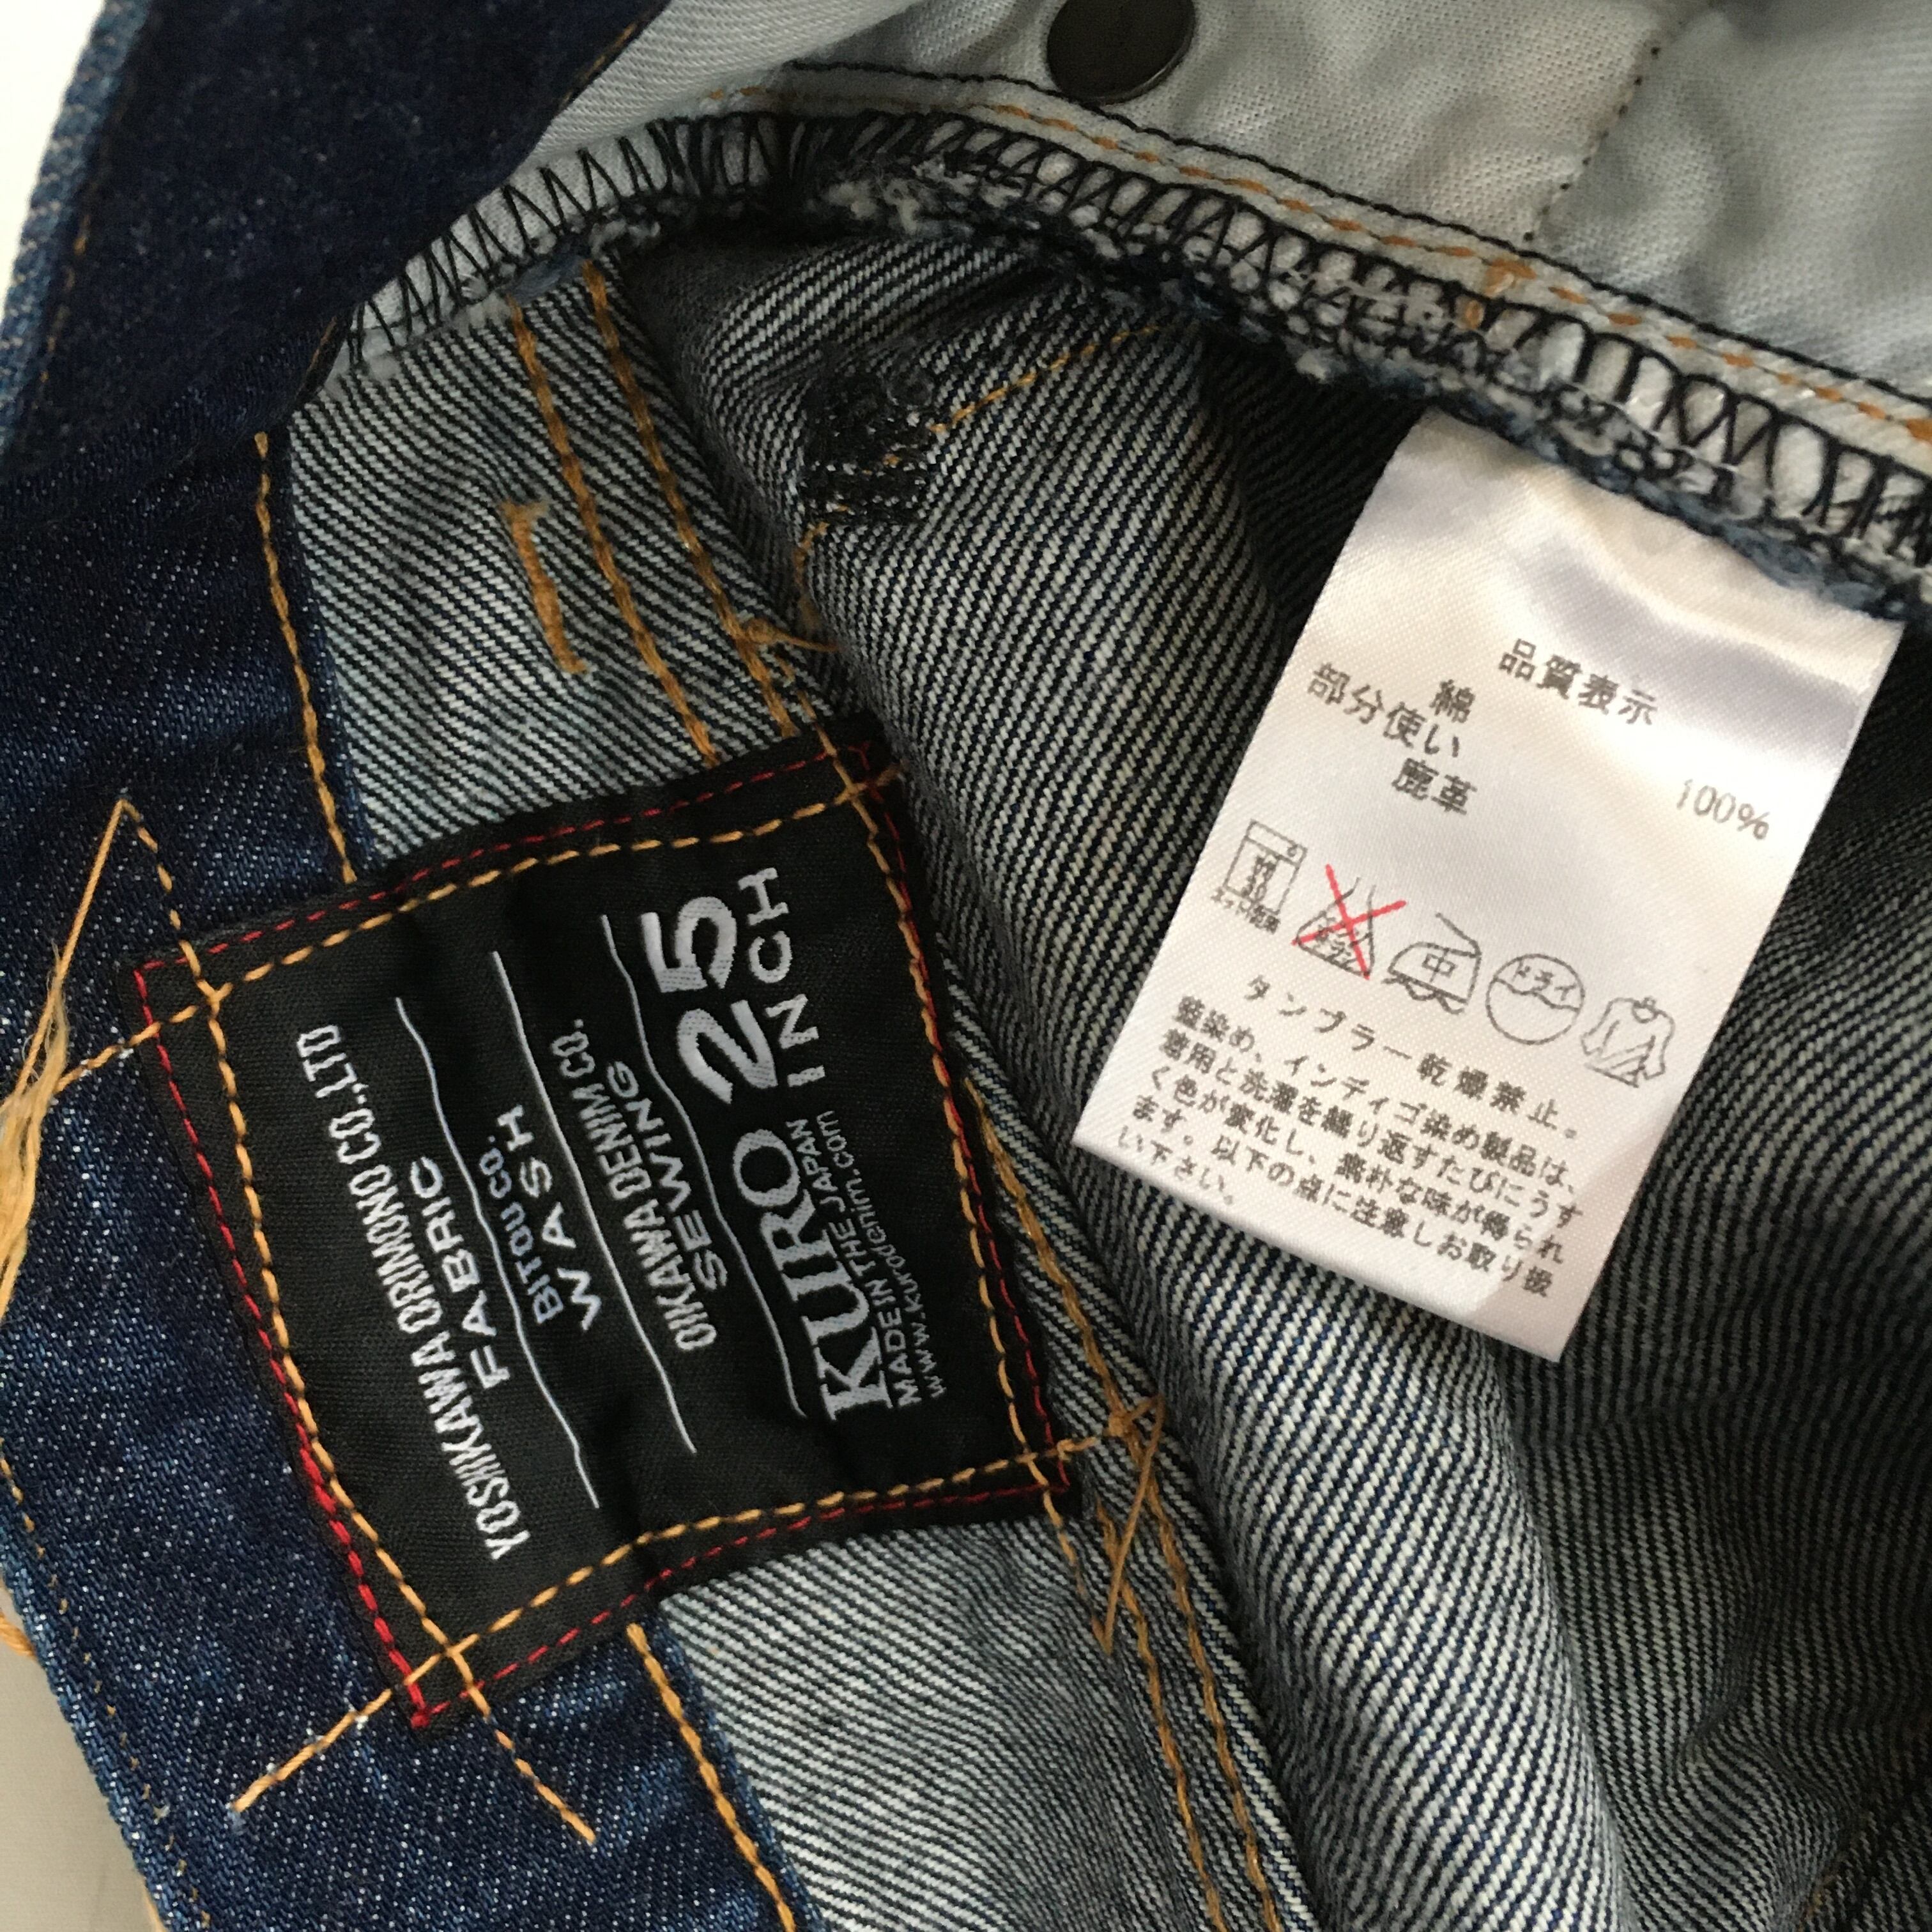 YOSHIKAWA ORIMONO CO.,LTD
FABRIC
BITOU CO.
WASH
OIKAWA DENIM CO.
SEWING
KURO 25
INCH
MADE IN THE JAPAN
www.kurodenim.com
品質表示
綿 100%
部分使い
鹿革
中
ドライ
タンブラー乾燥禁止。
藍染め、インディゴ染め製品は、
着用と洗濯を繰り返すたびにうす
く色が変化し、素朴な味が得られ
ます。以下の点に注意しお取り扱
い下さい。